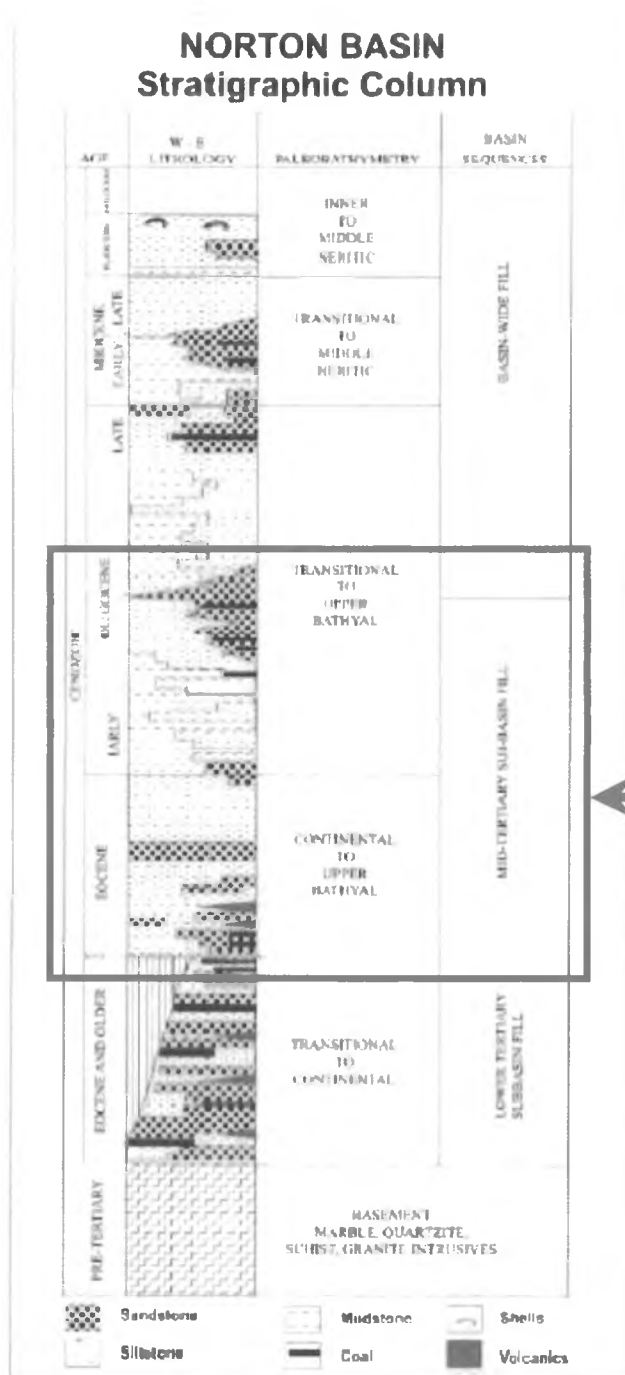 NORTON BASIN
Stratigraphic Column
AGE
W - E
LITHOLOGY
PALEOBATHYMETRY
BASIN
SEQUENCES
INNER
TO
MIDDLE
NERITIC
MIOCENE
LATE
EARLY
TRANSITIONAL
TO
MIDDLE
NERITIC
BASIN-WIDE FILL
LATE
OLIGOCENE
EARLY
CENOZOIC
TRANSITIONAL
TO
UPPER
BATHYAL
MID-TERTIARY SUB-BASIN FILL
EOCENE
CONTINENTAL
TO
UPPER
BATHYAL
EOCENE AND OLDER
TRANSITIONAL
TO
CONTINENTAL
LOWER TERTIARY
SUBBASIN FILL
PRE-TERTIARY
BASEMENT
MARBLE, QUARTZITE,
SCHIST, GRANITE INTRUSIVES
Sandstone
Mudstone
Shells
Siltstone
Coal
Volcanics